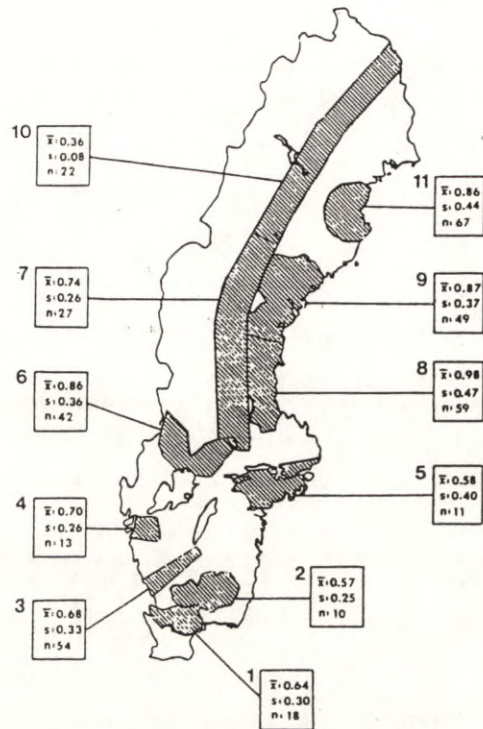 10
x̄:0.36
s:0.08
n:22
11
x̄:0.86
s:0.44
n:67
7
x̄:0.74
s:0.26
n:27
9
x̄:0.87
s:0.37
n:49
6
x̄:0.86
s:0.36
n:42
8
x̄:0.98
s:0.47
n:59
4
x̄:0.70
s:0.26
n:13
5
x̄:0.58
s:0.40
n:11
3
x̄:0.68
s:0.33
n:54
2
x̄:0.57
s:0.25
n:10
1
x̄:0.64
s:0.30
n:18